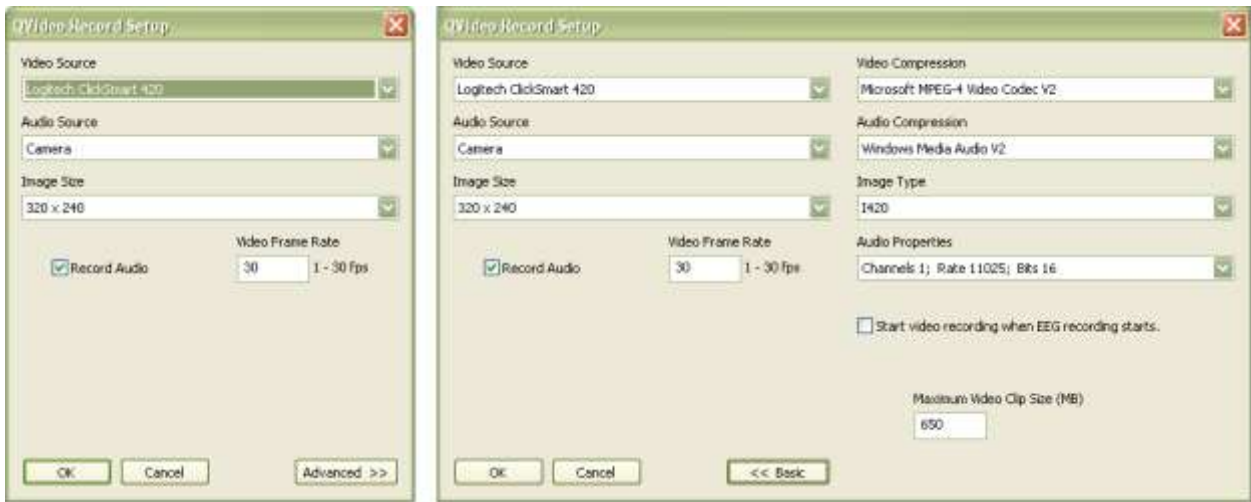 QVideo Record Setup
Video Source
Logitech ClickSmart 420
Audio Source
Camera
Image Size
320 x 240
Video Frame Rate
Record Audio
30
1 - 30 fps
OK
Cancel
Advanced >>
QVideo Record Setup
Video Source
Logitech ClickSmart 420
Audio Source
Camera
Image Size
320 x 240
Video Frame Rate
Record Audio
30
1 - 30 fps
Video Compression
Microsoft MPEG-4 Video Codec V2
Audio Compression
Windows Media Audio V2
Image Type
I420
Audio Properties
Channels 1; Rate 11025; Bits 16
Start video recording when EEG recording starts.
Maximum Video Clip Size (MB)
650
OK
Cancel
<< Basic